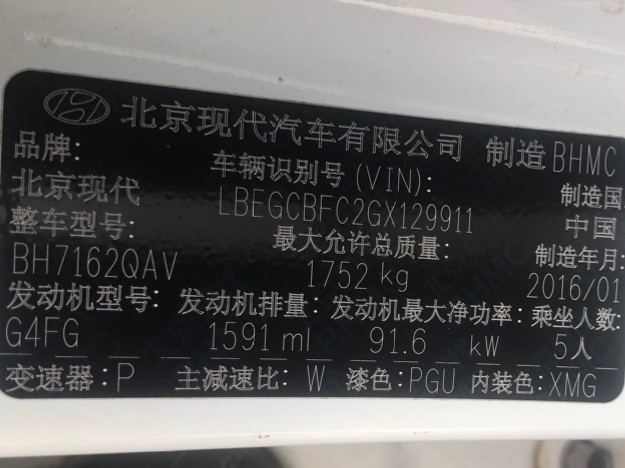 北京现代汽车有限公司 制造 BHMC
品牌: 车辆识别号(VIN): 制造国
北京现代 LBEGCBFC2GX129911 中国
整车型号: 最大允许总质量: 制造年月:
BH7162QAV 1752 kg 2016/01
发动机型号: 发动机排量: 发动机最大净功率: 乘坐人数:
G4FG 1591 ml 91.6 kW 5人
变速器: P 主减速比: W 漆色: PGU 内装色: XMG